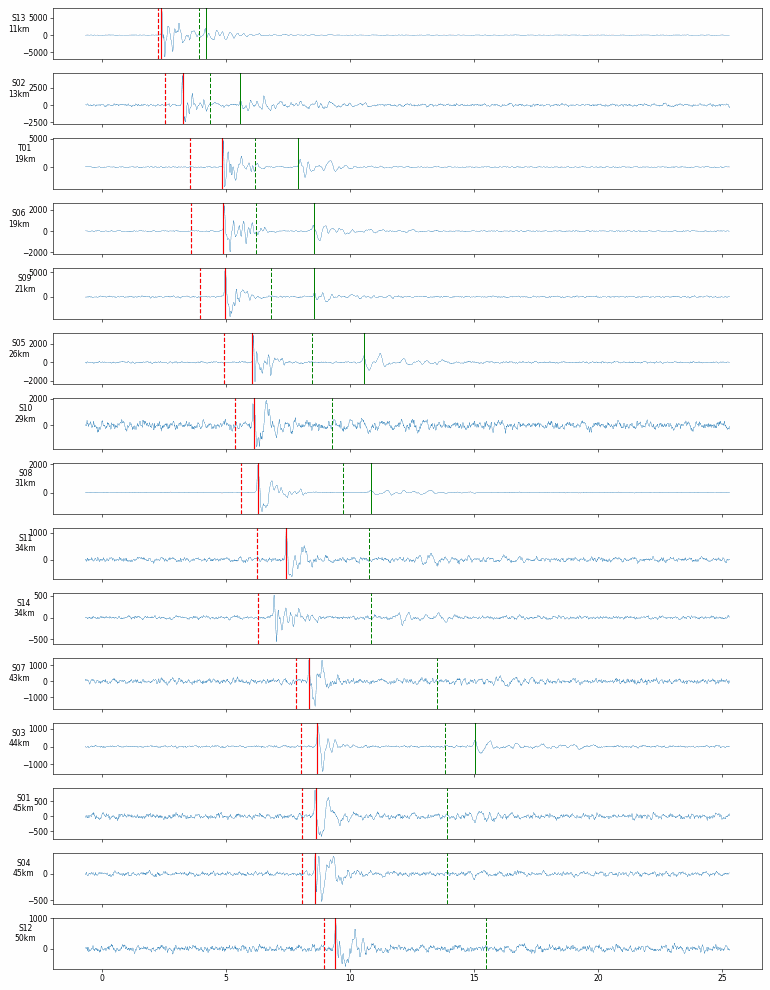 S13 5000
11km 0
−5000
S02 2500
13km 0
−2500
T01 5000
19km 0
S06 2000
19km 0
−2000
S09 5000
21km 0
S05 2000
26km 0
−2000
S10 2000
29km 0
S08 2000
31km 0
S11 1000
34km 0
S14 500
34km 0
−500
S07 1000
43km 0
−1000
S03 1000
44km 0
−1000
S01 500
45km 0
−500
S04
45km 0
−500
S12 1000
50km 0
0 5 10 15 20 25